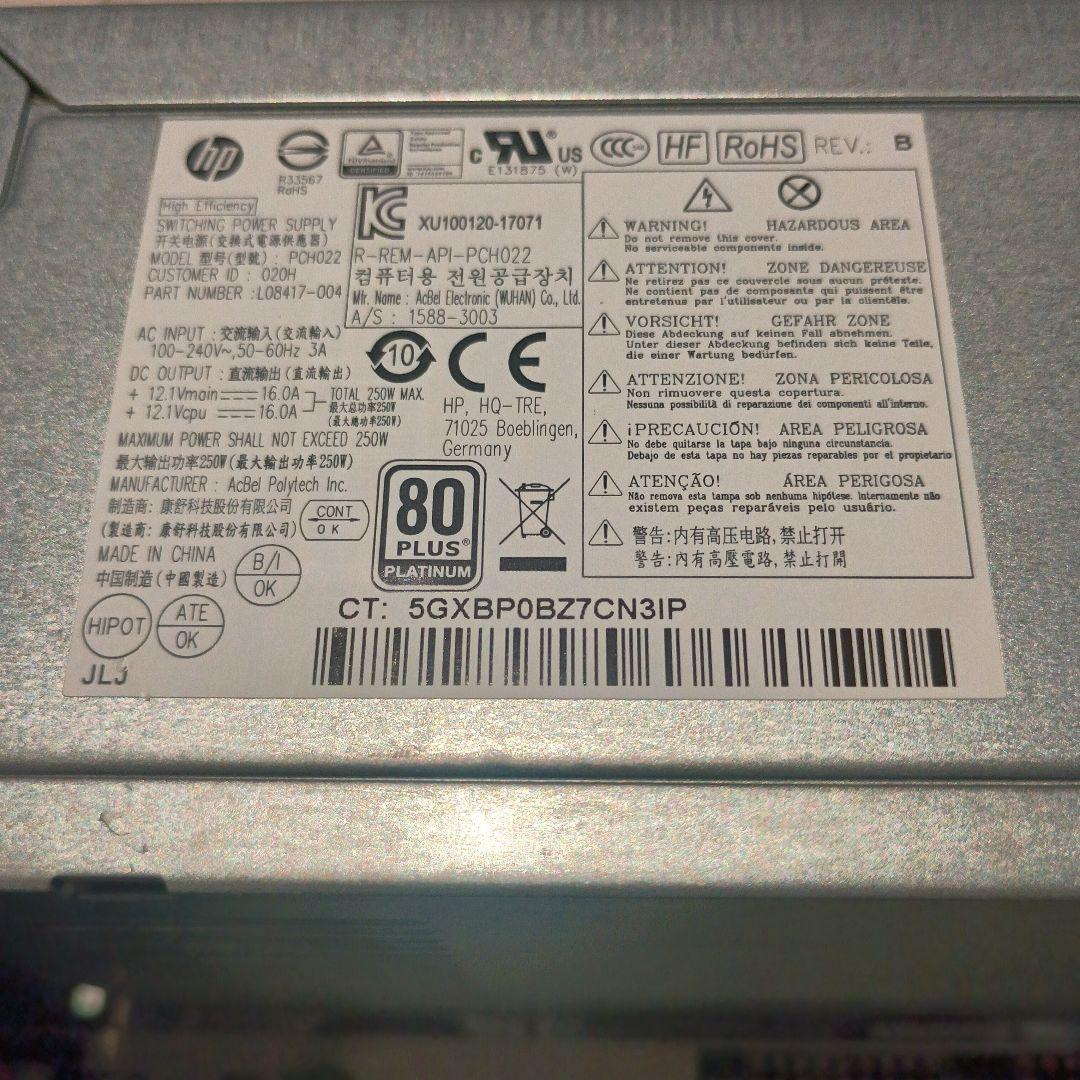 hp
R33567
RoHS
TÜVRheinland
CERTIFIED
Type Approved
Safety
c RU US
E131875 (W)
CCC
HF
RoHS
REV.: B
High Efficiency
SWITCHING POWER SUPPLY
开关电源(交換式電源供應器)
MODEL 型号(型號): PCH022
CUSTOMER ID : 020H
PART NUMBER :L08417-004
XU100120-17071
R-REM-API-PCH022
컴퓨터용 전원공급장치
Mfr. Name : AcBel Electronic (WUHAN) Co., Ltd.
A/S : 1588-3003
AC INPUT : 交流输入(交流輸入)
100-240V~,50-60Hz 3A
DC OUTPUT : 直流输出(直流輸出)
+ 12.1Vmain 16.0A
+ 12.1Vcpu 16.0A
TOTAL 250W MAX.
最大总功率250W
(最大總功率250W)
MAXIMUM POWER SHALL NOT EXCEED 250W
最大输出功率250W(最大輸出功率250W)
MANUFACTURER : AcBel Polytech Inc.
制造商: 康舒科技股份有限公司
(製造商: 康舒科技股份有限公司)
MADE IN CHINA
中国制造(中國製造)
CONT
OK
B/I
OK
HIPOT
ATE
OK
JLJ
10
CE
HP, HQ-TRE,
71025 Boeblingen,
Germany
80
PLUS®
PLATINUM
WARNING! HAZARDOUS AREA
Do not remove this cover.
No serviceable components inside.
ATTENTION! ZONE DANGEREUSE
Ne retirez pas ce couvercle sous aucun prétexte.
Ne contient pas de composants qui puissent être
entretenus par l'utilisateur ou par la clientèle.
VORSICHT! GEFAHR ZONE
Diese Abdeckung auf keinen Fall abnehmen.
Unter dieser Abdeckung befinden sich keine Teile,
die einer Wartung bedürfen.
ATTENZIONE! ZONA PERICOLOSA
Non rimuovere questa copertura.
Nessuna possibilità di reparazione dei componenti all'interno.
¡PRECAUCIÓN! AREA PELIGROSA
No debe quitarse la tapa bajo ninguna circunstancia.
Debajo de esta tapa no hay piezas reparables por el propietario
ATENÇÃO! ÁREA PERIGOSA
Não remova esta tampa sob nenhuma hipótese. Internamente não
existem peças reparáveis pelo usuário.
警告:内有高压电路,禁止打开
警告:內有高壓電路,禁止打開
CT: 5GXBP0BZ7CN3IP